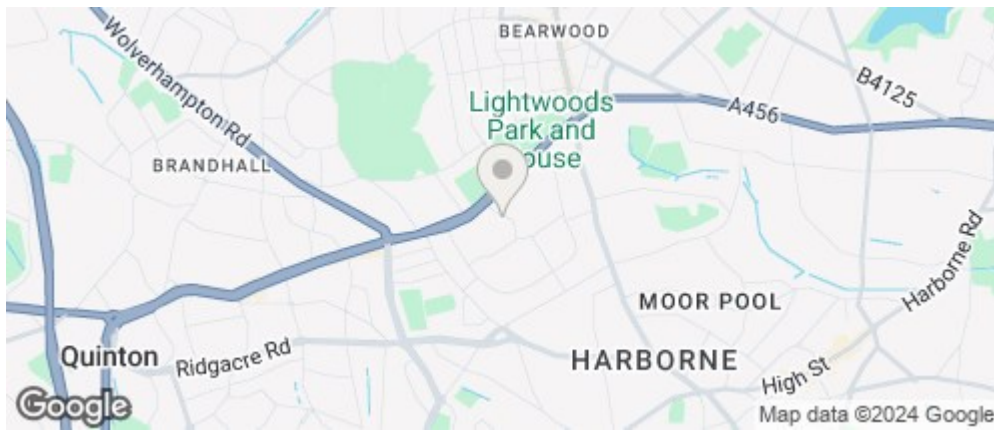 BEARWOOD
Wolverhampton Rd
B4125
Lightwoods
Park and
ouse
A456
BRANDHALL
Harborne Rd
MOOR POOL
Quinton
Ridgacre Rd
HARBORNE
High St
Google
Map data ©2024 Google